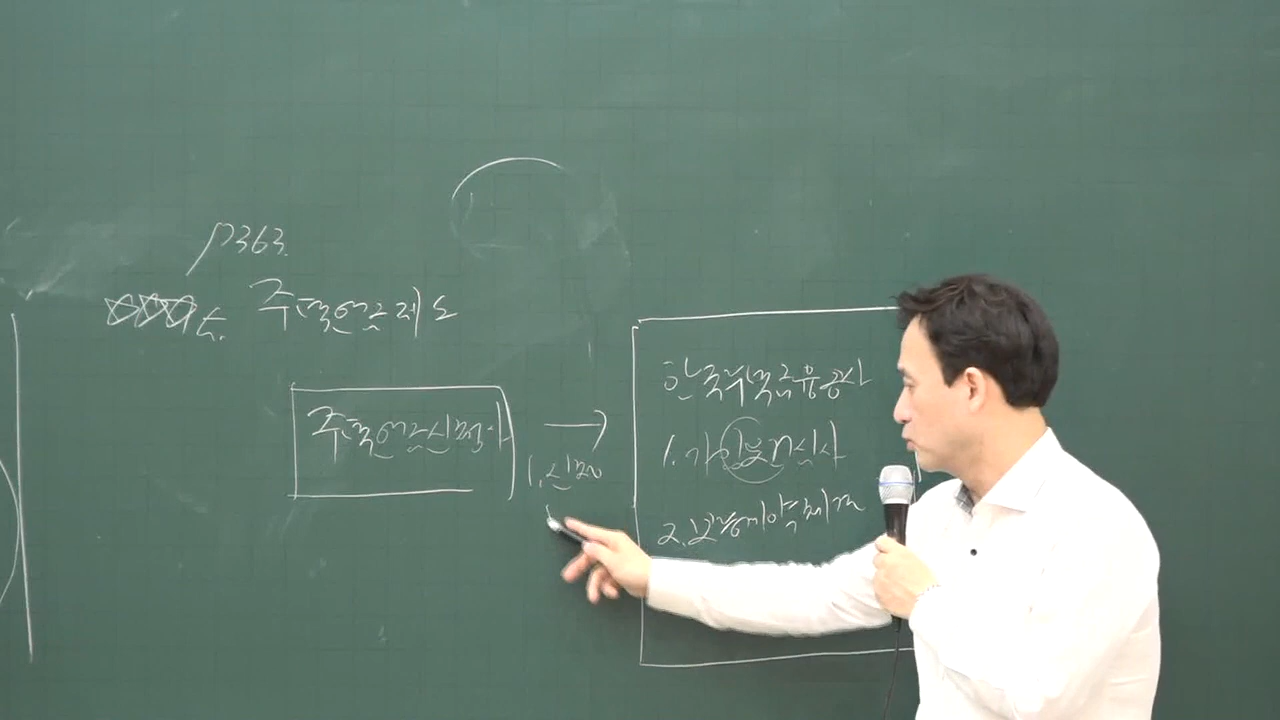 P363
주택연금제도
주택연금신청자
1. 신청
한국주택금융공사
1. 가입심사
2. 보증계약체결